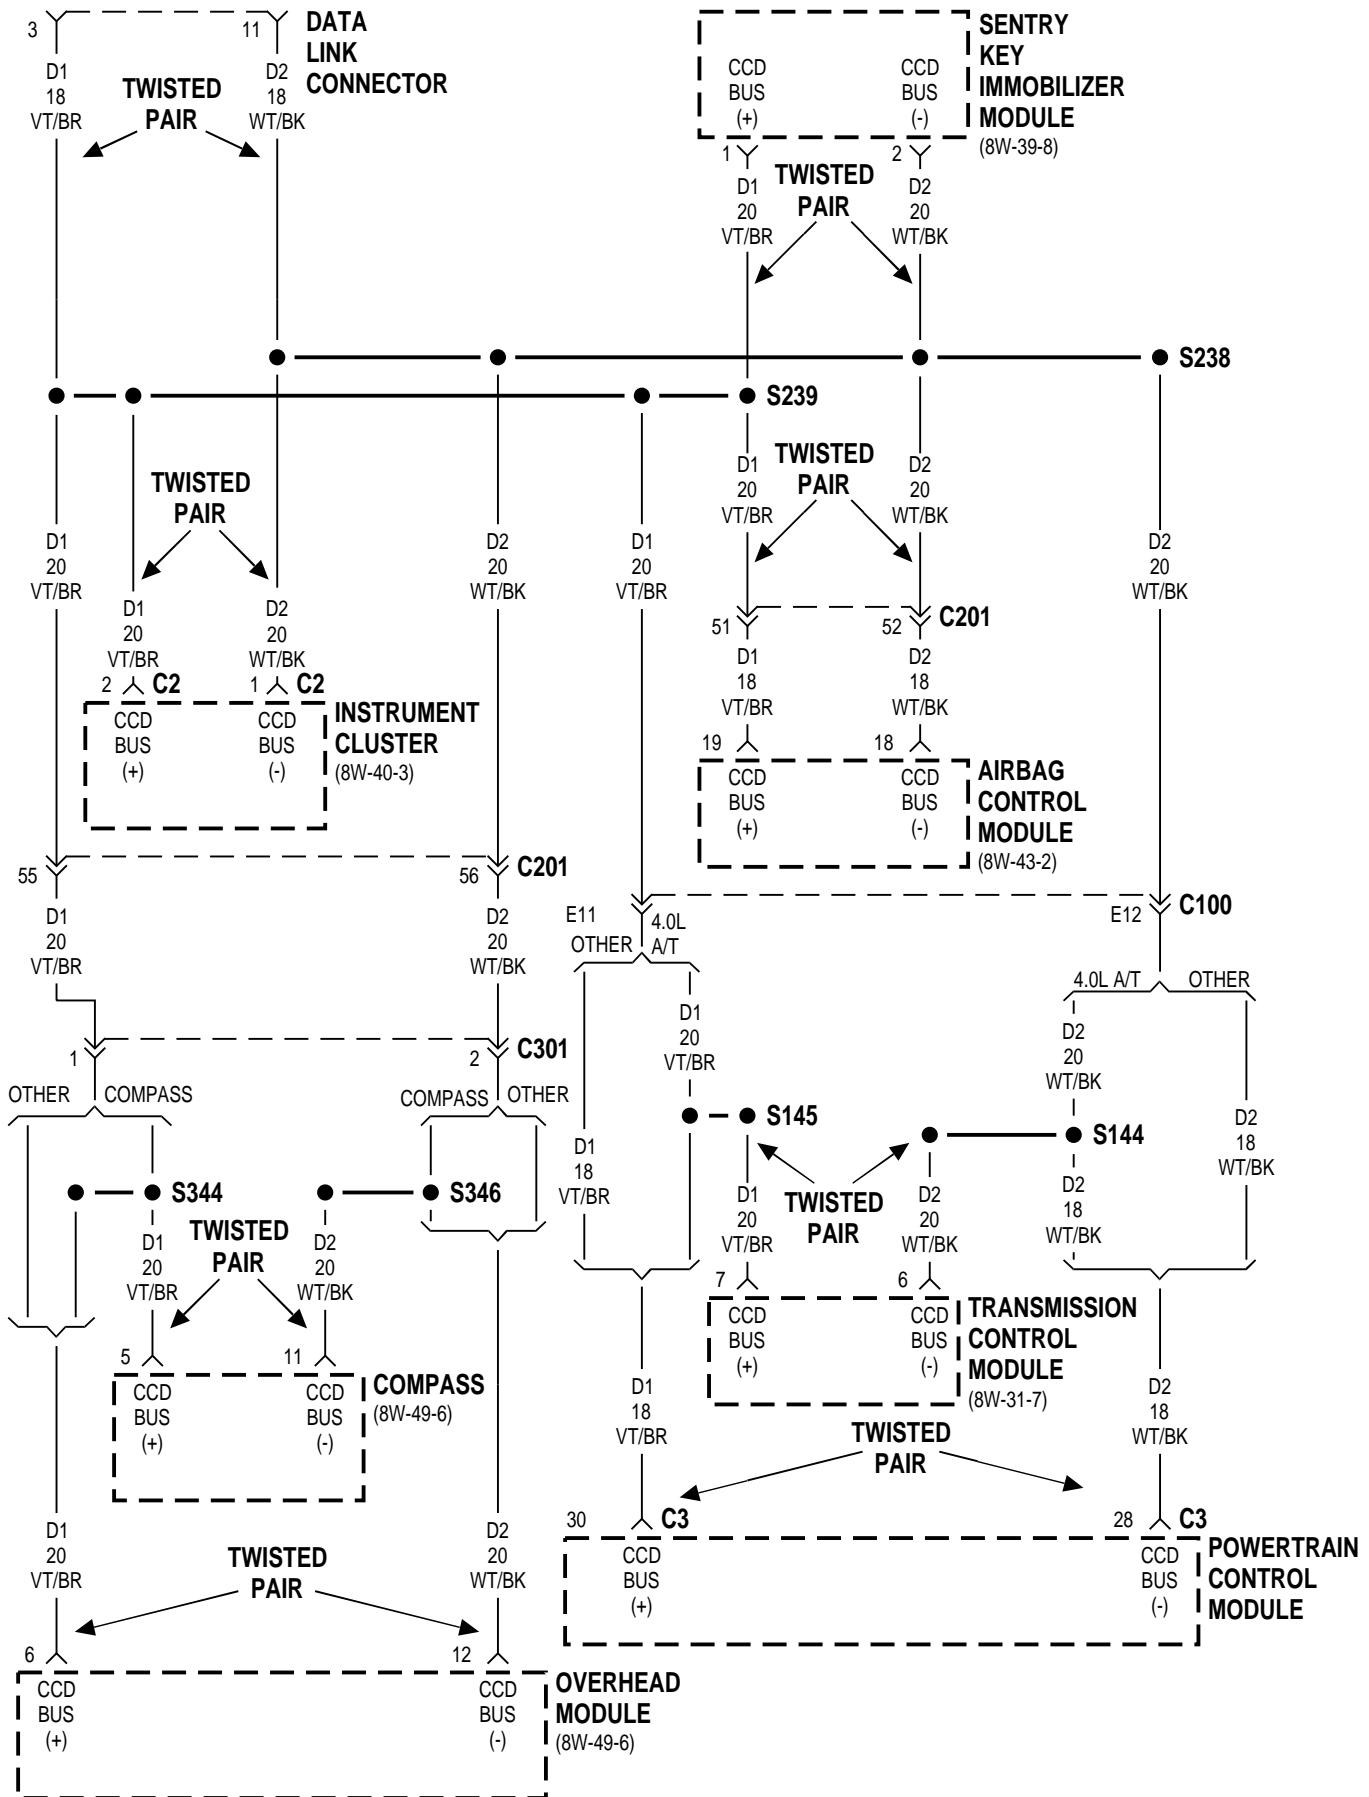 3
11
DATA
LINK
CONNECTOR
D1
18
VT/BR
D2
18
WT/BK
TWISTED
PAIR
CCD
BUS
(+)
CCD
BUS
(-)
SENTRY
KEY
IMMOBILIZER
MODULE
(8W-39-8)
1
2
D1
20
VT/BR
TWISTED
PAIR
D2
20
WT/BK
S238
S239
D1
20
VT/BR
TWISTED
PAIR
D2
20
WT/BK
TWISTED
PAIR
D1
20
VT/BR
D2
20
WT/BK
D1
20
VT/BR
D2
20
WT/BK
D1
20
VT/BR
D2
20
WT/BK
51
52
C201
D1
18
VT/BR
D2
18
WT/BK
2
C2
1
C2
CCD
BUS
(+)
CCD
BUS
(-)
INSTRUMENT
CLUSTER
(8W-40-3)
19
18
CCD
BUS
(+)
CCD
BUS
(-)
AIRBAG
CONTROL
MODULE
(8W-43-2)
55
56
C201
D1
20
VT/BR
D2
20
WT/BK
E11
E12
C100
OTHER
4.0L
A/T
4.0L A/T
OTHER
D1
20
VT/BR
D2
20
WT/BK
1
2
C301
OTHER
COMPASS
COMPASS
OTHER
S145
S144
D1
18
VT/BR
D2
18
WT/BK
S344
S346
TWISTED
PAIR
D1
20
VT/BR
D2
20
WT/BK
D2
18
WT/BK
D1
20
VT/BR
TWISTED
PAIR
D2
20
WT/BK
7
6
CCD
BUS
(+)
CCD
BUS
(-)
TRANSMISSION
CONTROL
MODULE
(8W-31-7)
5
11
CCD
BUS
(+)
CCD
BUS
(-)
COMPASS
(8W-49-6)
D1
18
VT/BR
D2
18
WT/BK
TWISTED
PAIR
30
C3
28
C3
CCD
BUS
(+)
CCD
BUS
(-)
POWERTRAIN
CONTROL
MODULE
D1
20
VT/BR
TWISTED
PAIR
D2
20
WT/BK
6
12
CCD
BUS
(+)
CCD
BUS
(-)
OVERHEAD
MODULE
(8W-49-6)